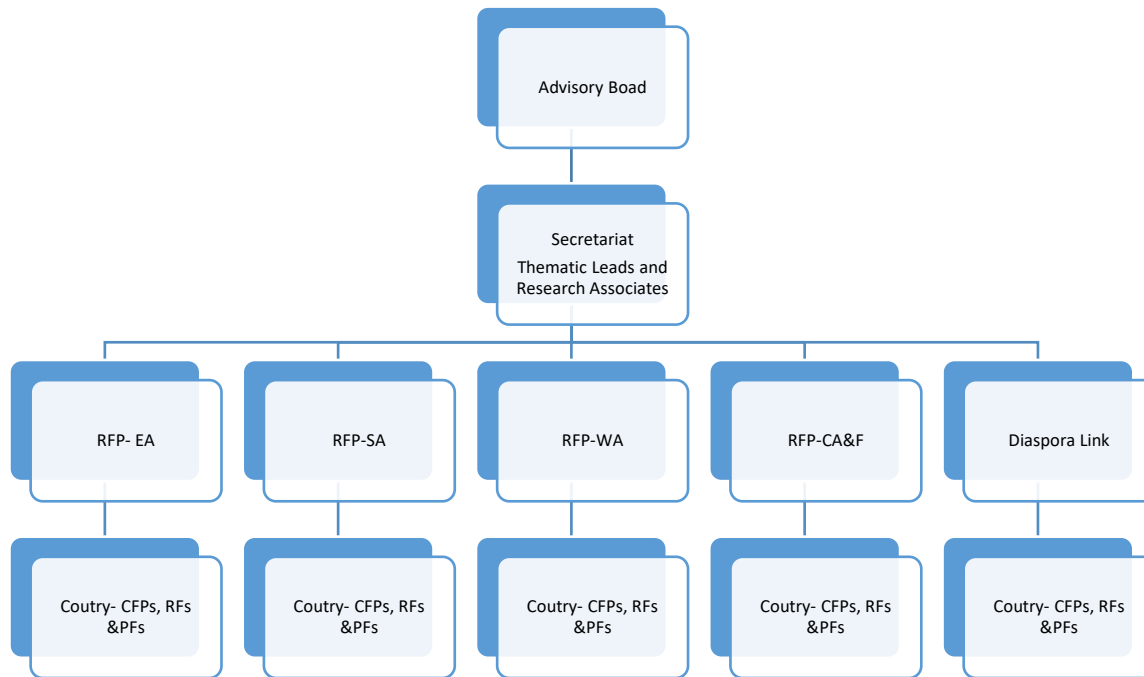 Advisory Boad
Secretariat
Thematic Leads and
Research Associates
RFP- EA
RFP-SA
RFP-WA
RFP-CA&F
Diaspora Link
Coutry- CFPs, RFs
&PFs
Coutry- CFPs, RFs
&PFs
Coutry- CFPs, RFs
&PFs
Coutry- CFPs, RFs
&PFs
Coutry- CFPs, RFs
&PFs